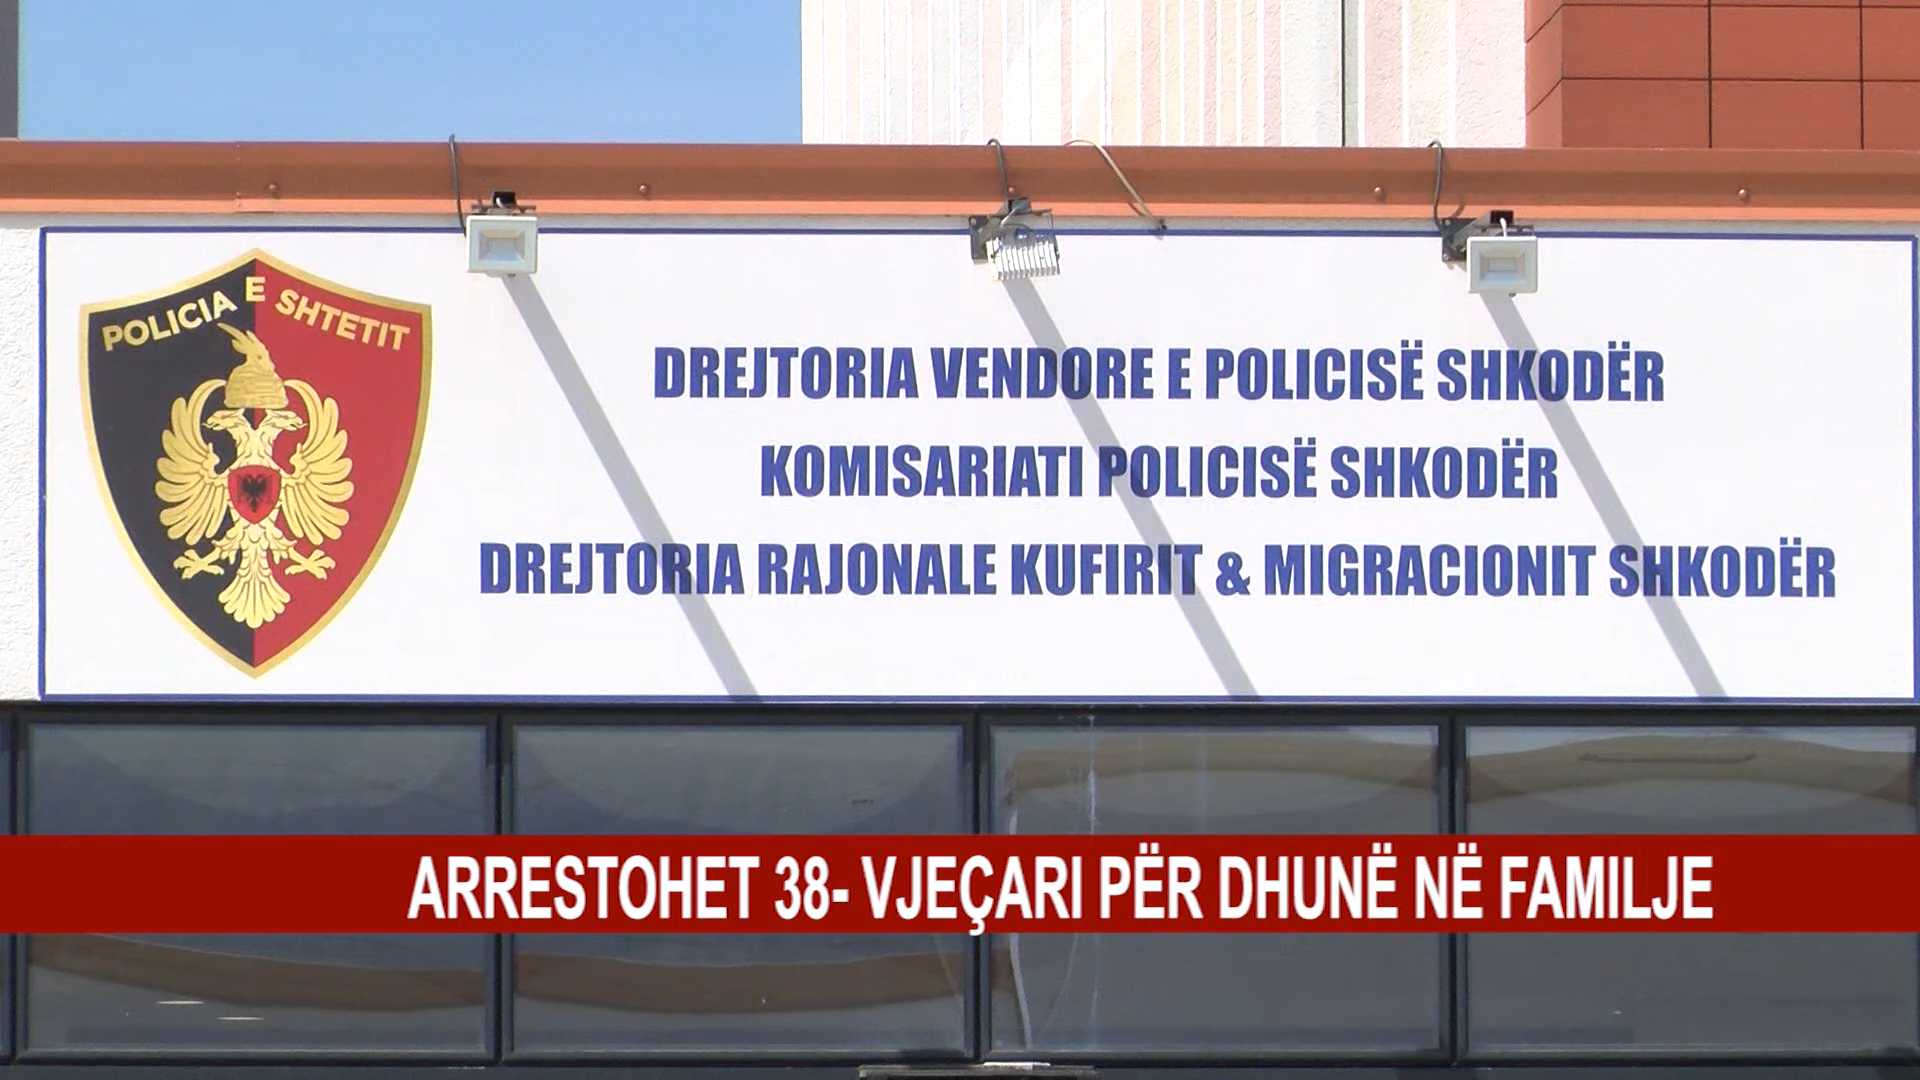 POLICIA E SHTETIT
DREJTORIA VENDORE E POLICISË SHKODËR
KOMISARIATI POLICISË SHKODËR
DREJTORIA RAJONALE KUFIRIT & MIGRACIONIT SHKODËR
ARRESTOHET 38- VJEÇARI PËR DHUNË NË FAMILJE